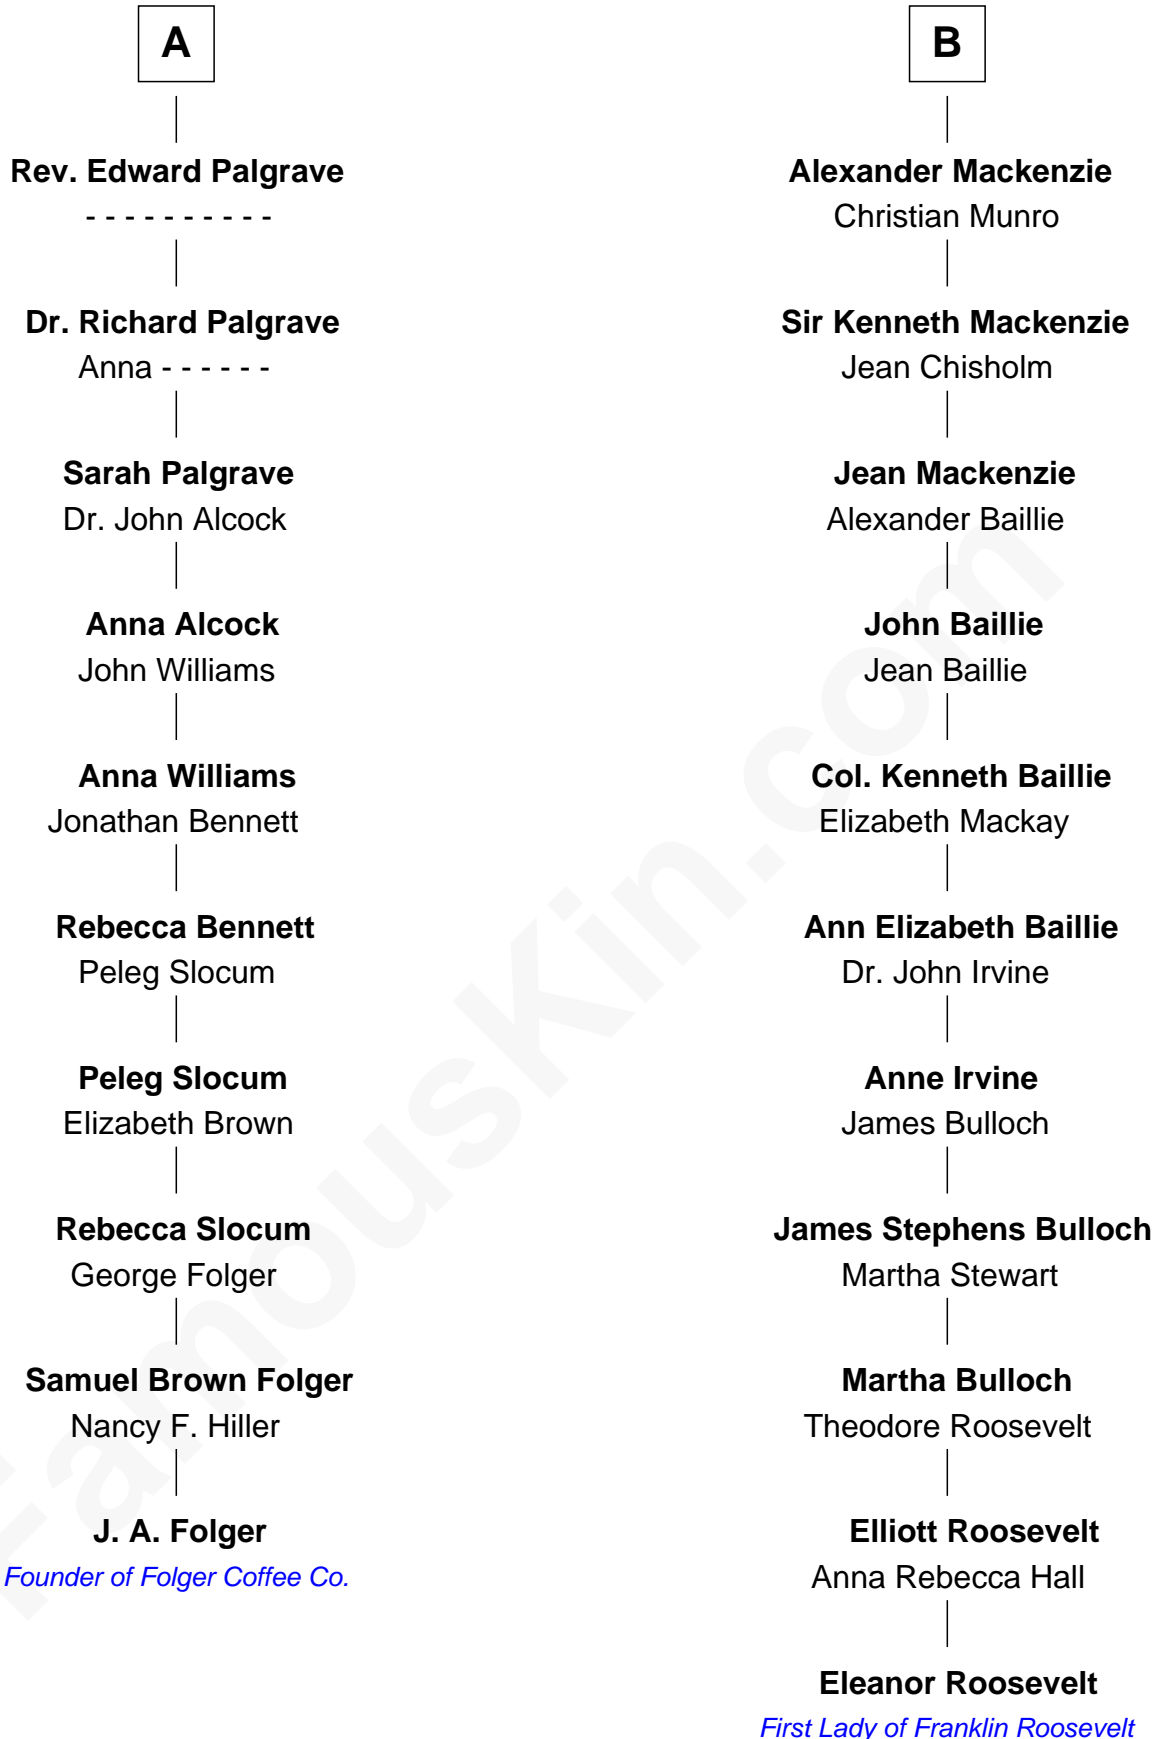 A
Rev. Edward Palgrave
- - - - - - - - - -
Dr. Richard Palgrave
Anna - - - - - -
Sarah Palgrave
Dr. John Alcock
Anna Alcock
John Williams
Anna Williams
Jonathan Bennett
Rebecca Bennett
Peleg Slocum
Peleg Slocum
Elizabeth Brown
Rebecca Slocum
George Folger
Samuel Brown Folger
Nancy F. Hiller
J. A. Folger
Founder of Folger Coffee Co.
B
Alexander Mackenzie
Christian Munro
Sir Kenneth Mackenzie
Jean Chisholm
Jean Mackenzie
Alexander Baillie
John Baillie
Jean Baillie
Col. Kenneth Baillie
Elizabeth Mackay
Ann Elizabeth Baillie
Dr. John Irvine
Anne Irvine
James Bulloch
James Stephens Bulloch
Martha Stewart
Martha Bulloch
Theodore Roosevelt
Elliott Roosevelt
Anna Rebecca Hall
Eleanor Roosevelt
First Lady of Franklin Roosevelt
FamousKin.com